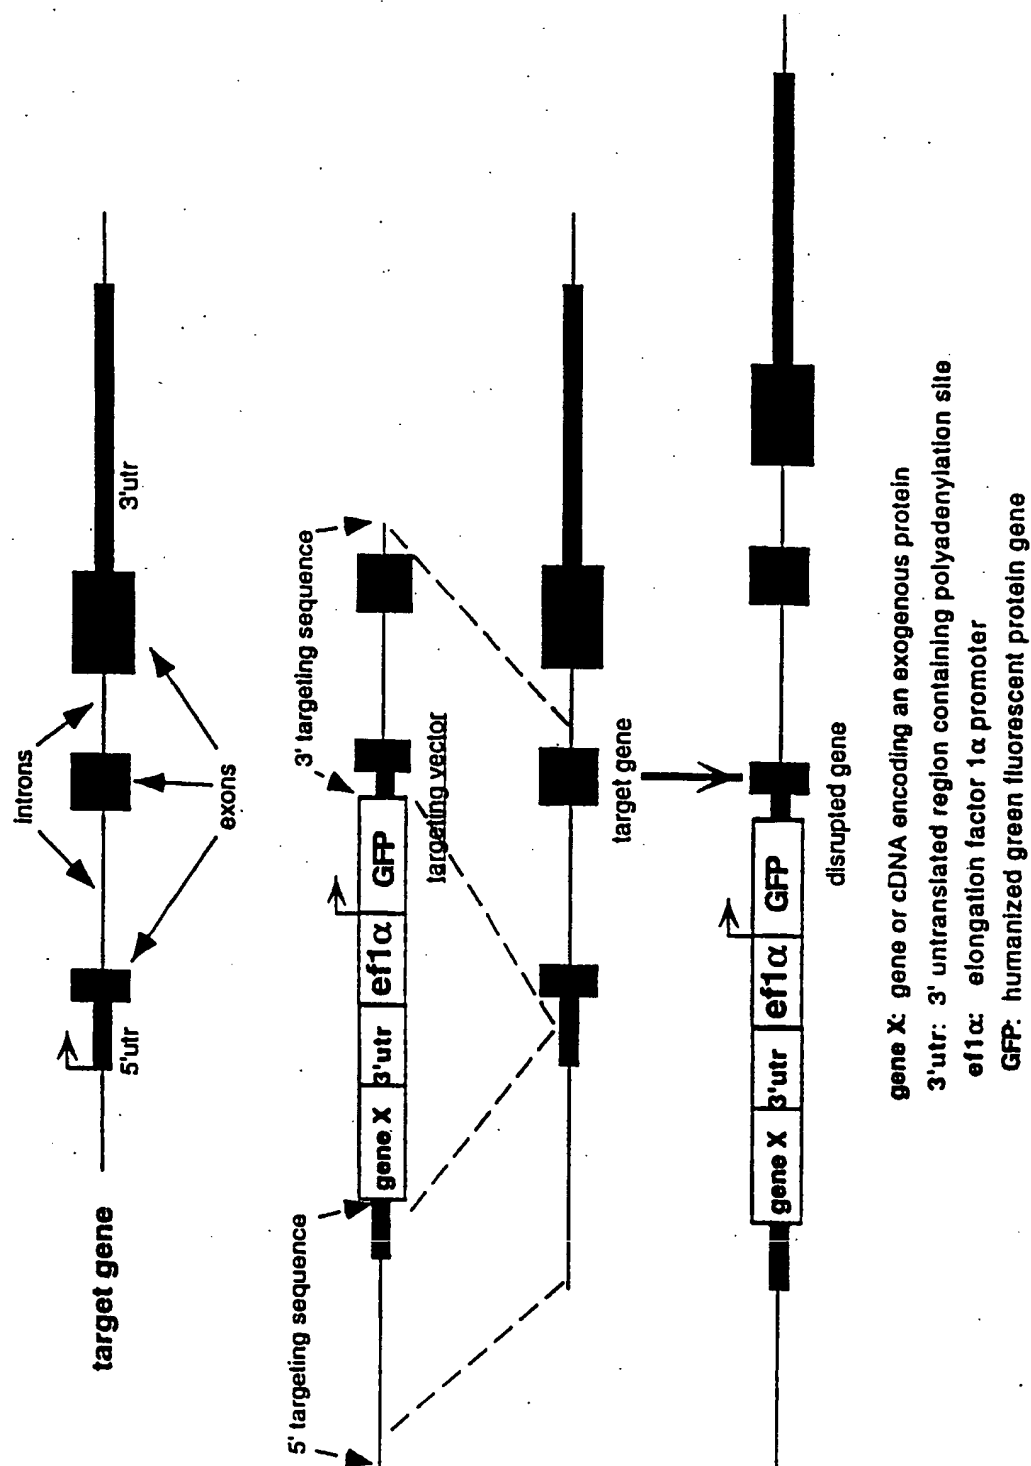 target gene
introns
exons
5'utr
3'utr
5' targeting sequence
3' targeting sequence
gene X 3'utr ef1α GFP
targeting vector
target gene
gene X 3'utr ef1α GFP
disrupted gene
gene X: gene or cDNA encoding an exogenous protein
3'utr: 3' untranslated region containing polyadenylation site
ef1α: elongation factor 1α promoter
GFP: humanized green fluorescent protein gene